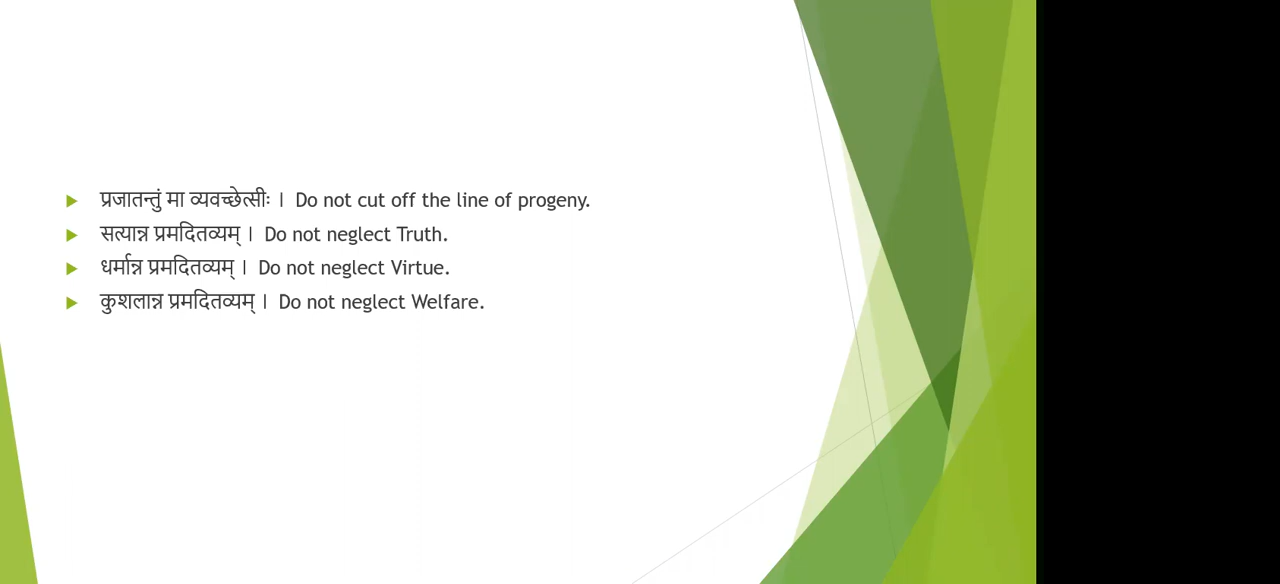 प्रजातन्तुं मा व्यवच्छेत्सीः । Do not cut off the line of progeny.
सत्यान्न प्रमदितव्यम् । Do not neglect Truth.
धर्मान्न प्रमदितव्यम् । Do not neglect Virtue.
कुशलान्न प्रमदितव्यम् । Do not neglect Welfare.